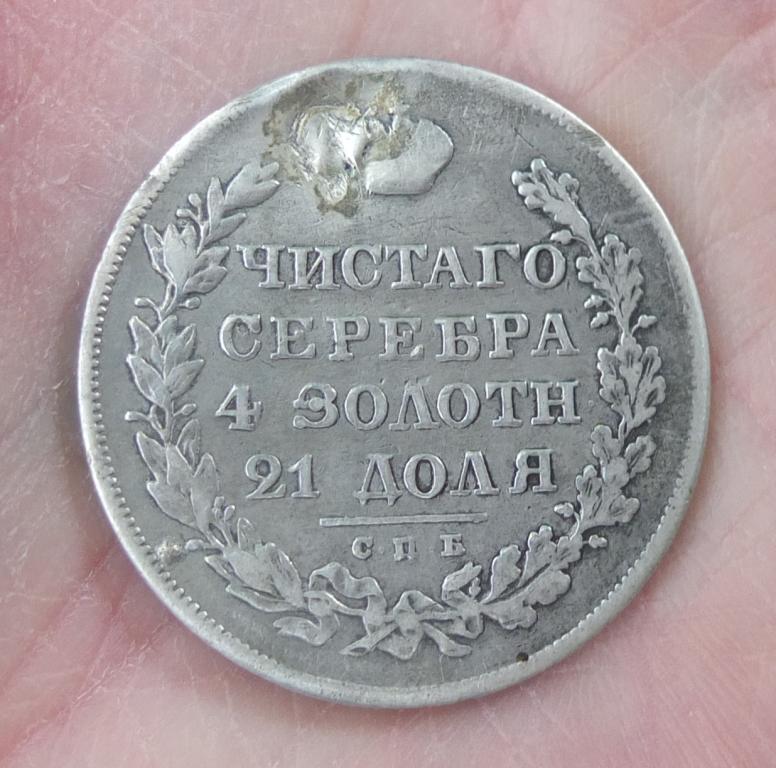 ЧИСТАГО
СЕРЕБРА
4 ЗОЛОТН
21 ДОЛЯ
С П Б